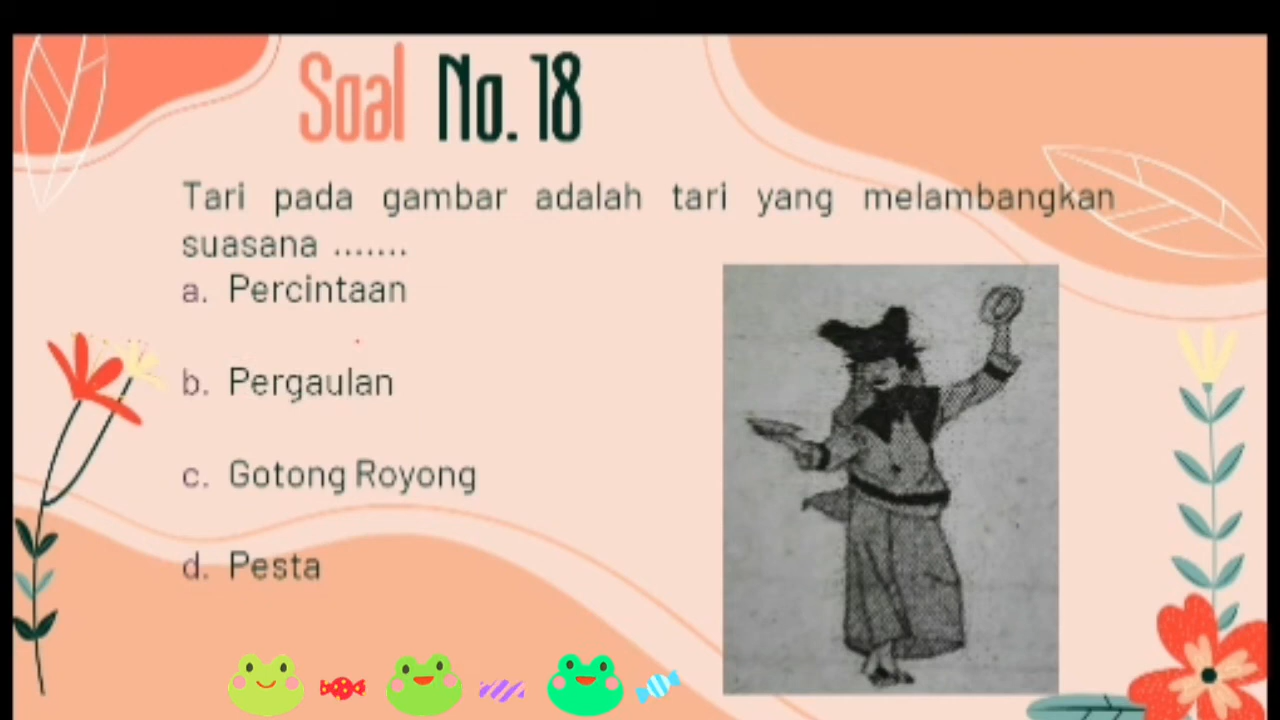 Soal No. 18
Tari pada gambar adalah tari yang melambangkan
suasana .......
a. Percintaan
b. Pergaulan
c. Gotong Royong
d. Pesta